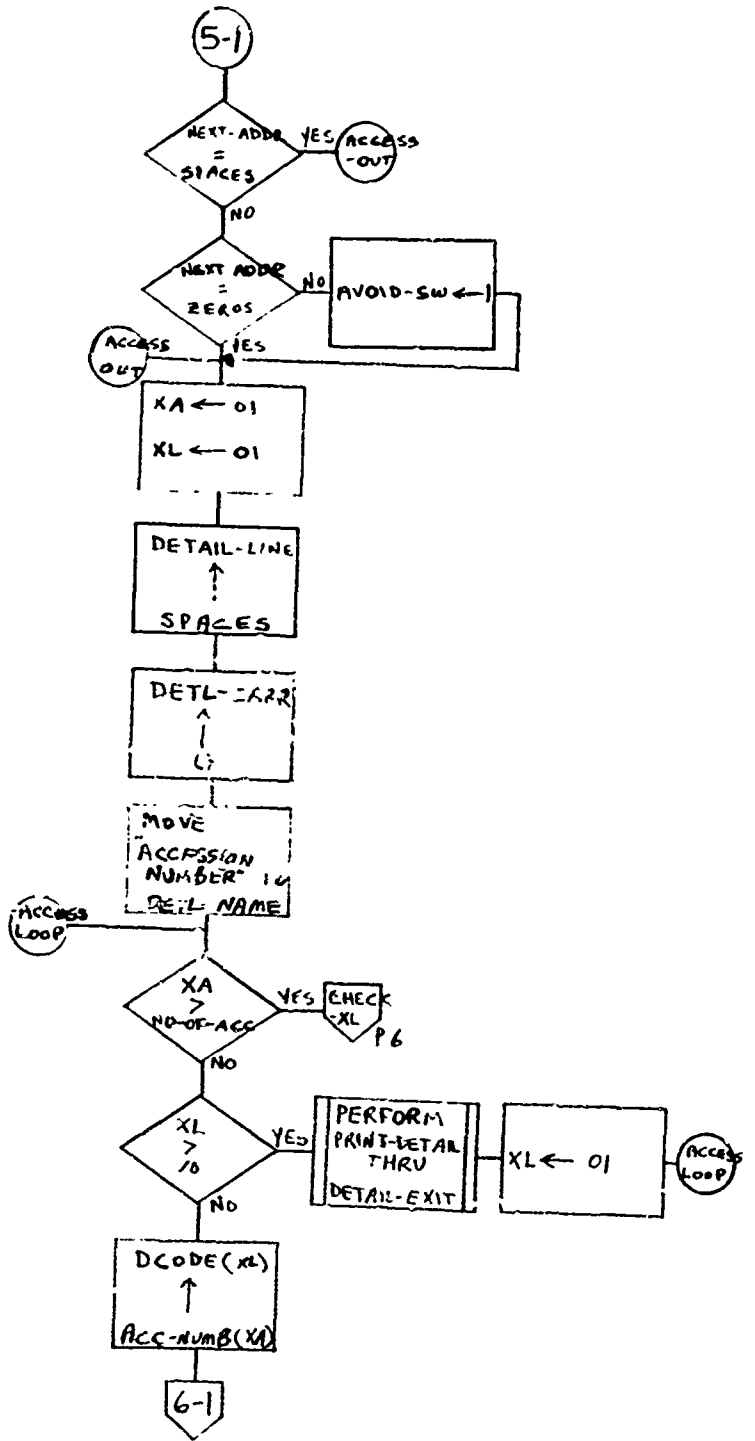 5-1
NEXT-ADDR
=
SPACES
YES
ACCESS
-OUT
NO
NEXT ADDR
=
ZEROS
NO
AVOID-SW ← 1
YES
ACCESS
OUT
XA ← 01
XL ← 01
DETAIL-LINE
↑
SPACES
DETL-
↑
MOVE
"ACCESSION
NUMBER"
DETL NAME
ACCESS
LOOP
XA
>
NO-OF-ACC
YES
CHECK
-XL
P6
NO
XL
>
10
YES
PERFORM
PRINT-DETAIL
THRU
DETAIL-EXIT
XL ← 01
ACCESS
LOOP
NO
DCODE(XL)
↑
ACC-NUMB(XA)
6-1